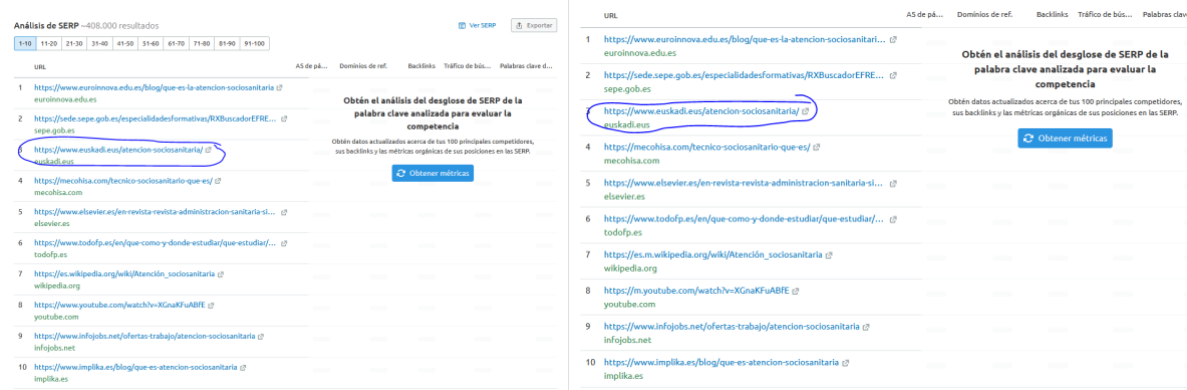 Análisis de SERP ~408.000 resultados
Ver SERP
Exportar
1-10 11-20 21-30 31-40 41-50 51-60 61-70 71-80 81-90 91-100
URL AS de pá... Dominios de ref. Backlinks Tráfico de bús... Palabras clave d...
1 https://www.euroinnova.edu.es/blog/que-es-la-atencion-sociosanitaria
euroinnova.edu.es
2 https://sede.sepe.gob.es/especialidadesformativas/RXBuscadorEFRE...
sepe.gob.es
3 https://www.euskadi.eus/atencion-sociosanitaria/
euskadi.eus
4 https://mecohisa.com/tecnico-sociosanitario-que-es/
mecohisa.com
5 https://www.elsevier.es/en-revista-revista-administracion-sanitaria-si...
elsevier.es
6 https://www.todofp.es/en/que-como-y-donde-estudiar/que-estudiar/...
todofp.es
7 https://es.wikipedia.org/wiki/Atención_sociosanitaria
wikipedia.org
8 https://www.youtube.com/watch?v=XGnaKFuABfE
youtube.com
9 https://www.infojobs.net/ofertas-trabajo/atencion-sociosanitaria
infojobs.net
10 https://www.implika.es/blog/que-es-atencion-sociosanitaria
implika.es
Obtén el análisis del desglose de SERP de la
palabra clave analizada para evaluar la
competencia
Obtén datos actualizados acerca de tus 100 principales competidores,
sus backlinks y las métricas orgánicas de sus posiciones en las SERP.
Obtener métricas
URL AS de pá... Dominios de ref. Backlinks Tráfico de bús... Palabras clav
1 https://www.euroinnova.edu.es/blog/que-es-la-atencion-sociosanitari...
euroinnova.edu.es
2 https://sede.sepe.gob.es/especialidadesformativas/RXBuscadorEFRE...
sepe.gob.es
3 https://www.euskadi.eus/atencion-sociosanitaria/
euskadi.eus
4 https://mecohisa.com/tecnico-sociosanitario-que-es/
mecohisa.com
5 https://www.elsevier.es/en-revista-revista-administracion-sanitaria-si...
elsevier.es
6 https://www.todofp.es/en/que-como-y-donde-estudiar/que-estudiar/...
todofp.es
7 https://es.m.wikipedia.org/wiki/Atención_sociosanitaria
wikipedia.org
8 https://m.youtube.com/watch?v=XGnaKFuABfE
youtube.com
9 https://www.infojobs.net/ofertas-trabajo/atencion-sociosanitaria
infojobs.net
10 https://www.implika.es/blog/que-es-atencion-sociosanitaria
implika.es
Obtén el análisis del desglose de SERP de la
palabra clave analizada para evaluar la
competencia
Obtén datos actualizados acerca de tus 100 principales competidores,
sus backlinks y las métricas orgánicas de sus posiciones en las SERP.
Obtener métricas